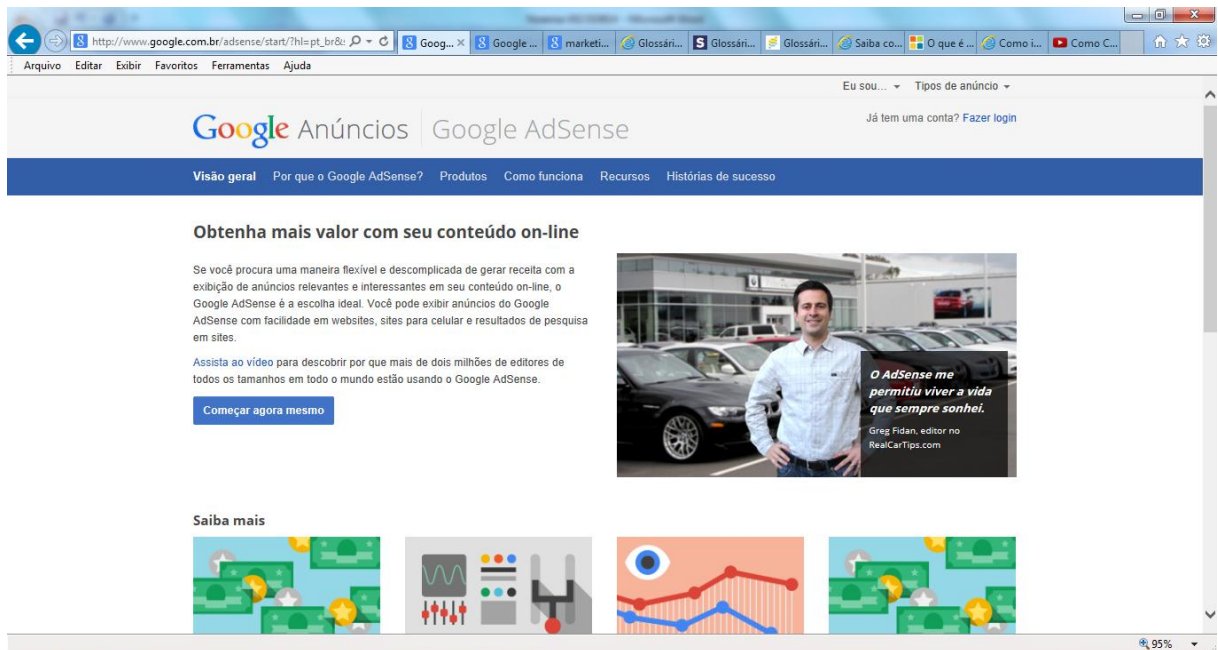 http://www.google.com.br/adsense/start/?hl=pt_br&
Goog...
Google ...
marketi...
Glossári...
Glossári...
Glossári...
Saiba co...
O que é ...
Como i...
Como C...
Arquivo Editar Exibir Favoritos Ferramentas Ajuda
Eu sou... Tipos de anúncio
Google Anúncios Google AdSense
Já tem uma conta? Fazer login
Visão geral Por que o Google AdSense? Produtos Como funciona Recursos Histórias de sucesso
Obtenha mais valor com seu conteúdo on-line
Se você procura uma maneira flexível e descomplicada de gerar receita com a
exibição de anúncios relevantes e interessantes em seu conteúdo on-line, o
Google AdSense é a escolha ideal. Você pode exibir anúncios do Google
AdSense com facilidade em websites, sites para celular e resultados de pesquisa
em sites.
Assista ao vídeo para descobrir por que mais de dois milhões de editores de
todos os tamanhos em todo o mundo estão usando o Google AdSense.
Começar agora mesmo
O AdSense me
permitiu viver a vida
que sempre sonhei.
Greg Fidan, editor no
RealCarTips.com
Saiba mais
95%